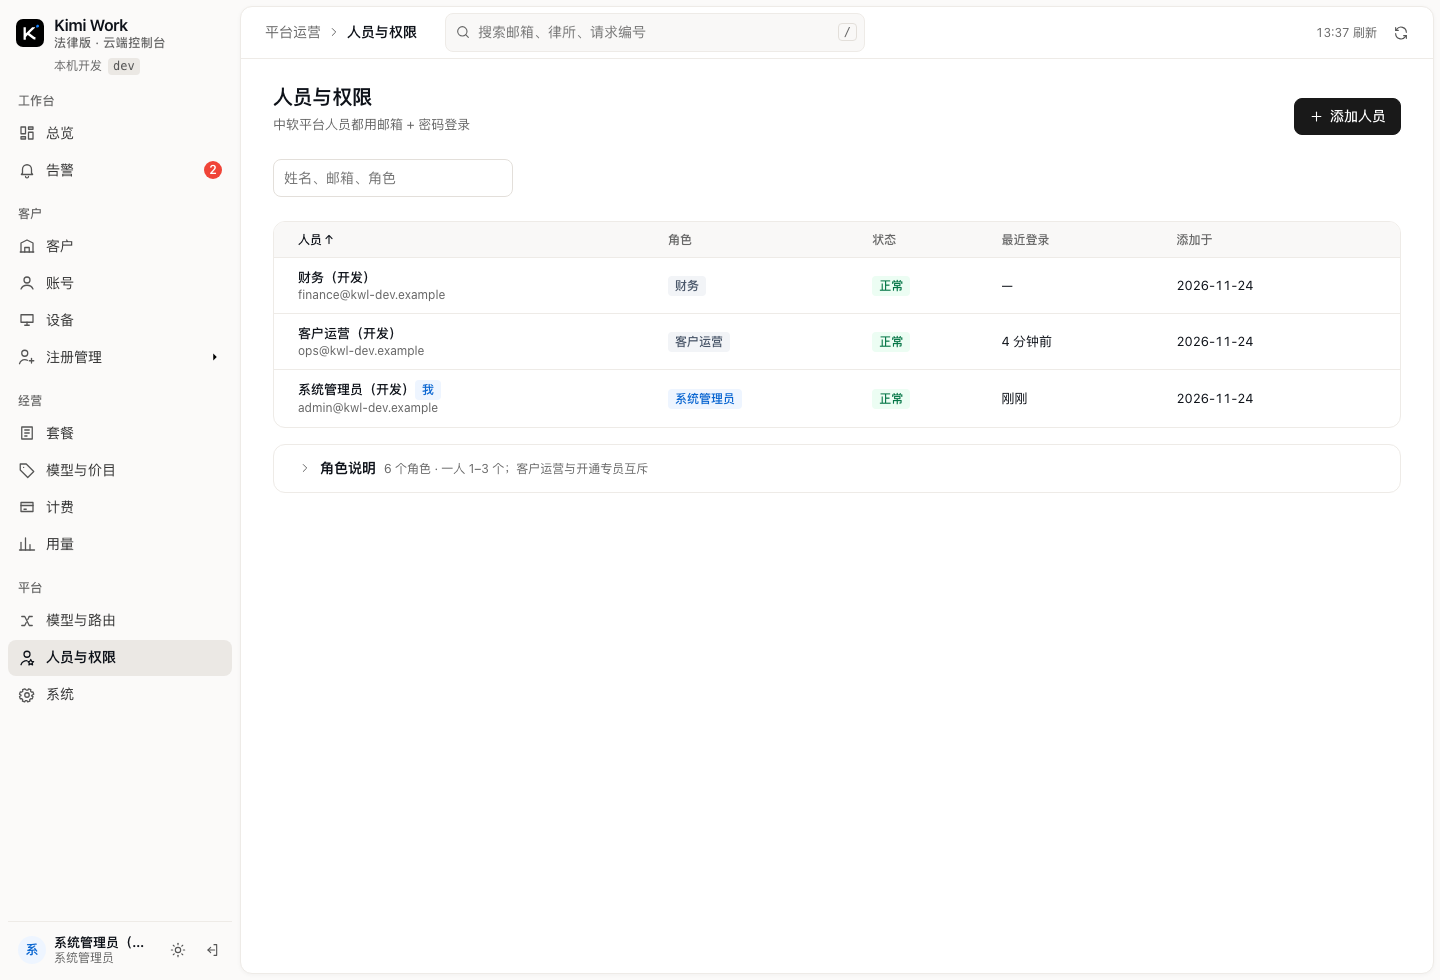 Kimi Work
法律版 · 云端控制台
本机开发 dev
工作台
总览
告警 2
客户
客户
账号
设备
注册管理
经营
套餐
模型与价目
计费
用量
平台
模型与路由
人员与权限
系统
系 系统管理员（...
系统管理员
平台运营 人员与权限 搜索邮箱、律所、请求编号 / 13:37 刷新
人员与权限
中软平台人员都用邮箱 + 密码登录
+ 添加人员
姓名、邮箱、角色
人员↑ 角色 状态 最近登录 添加于
财务（开发）
finance@kwl-dev.example
财务 正常 — 2026-11-24
客户运营（开发）
ops@kwl-dev.example
客户运营 正常 4 分钟前 2026-11-24
系统管理员（开发） 我
admin@kwl-dev.example
系统管理员 正常 刚刚 2026-11-24
角色说明 6 个角色 · 一人 1–3 个；客户运营与开通专员互斥